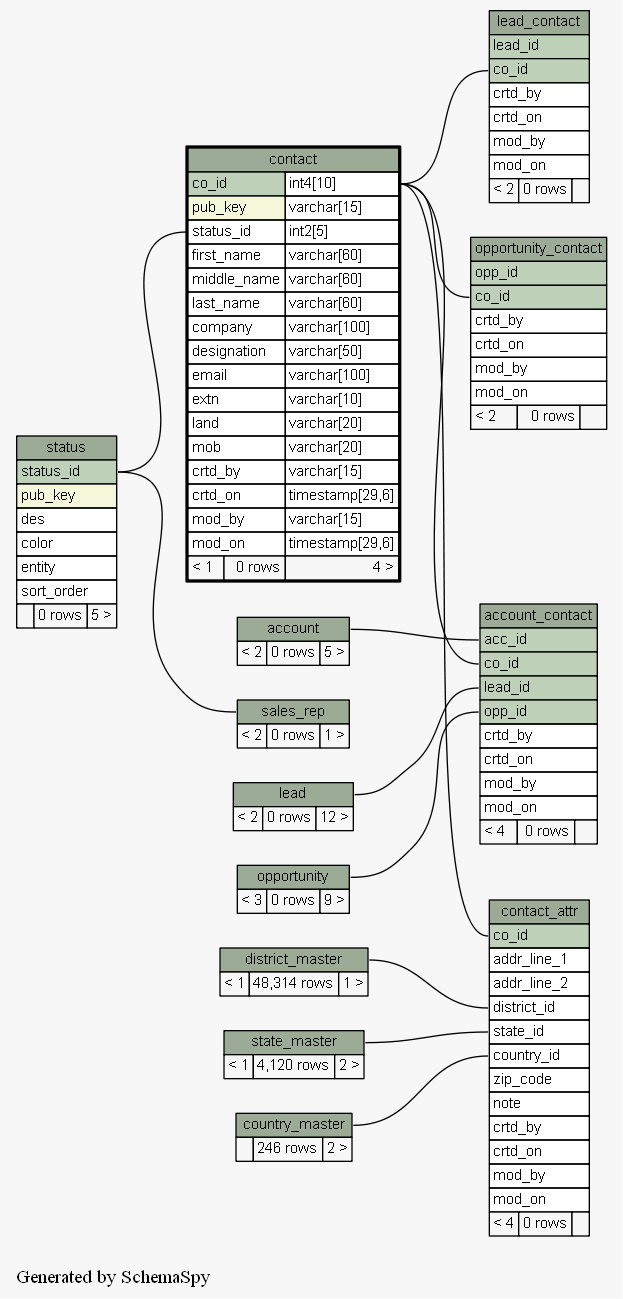 lead_contact
lead_id
co_id
crtd_by
crtd_on
mod_by
mod_on
< 2 0 rows
contact
co_id int4[10]
pub_key varchar[15]
status_id int2[5]
first_name varchar[60]
middle_name varchar[60]
last_name varchar[60]
company varchar[100]
designation varchar[50]
email varchar[100]
extn varchar[10]
land varchar[20]
mob varchar[20]
crtd_by varchar[15]
crtd_on timestamp[29,6]
mod_by varchar[15]
mod_on timestamp[29,6]
< 1 0 rows 4 >
opportunity_contact
opp_id
co_id
crtd_by
crtd_on
mod_by
mod_on
< 2 0 rows
status
status_id
pub_key
des
color
entity
sort_order
0 rows 5 >
account
< 2 0 rows 5 >
sales_rep
< 2 0 rows 1 >
lead
< 2 0 rows 12 >
opportunity
< 3 0 rows 9 >
account_contact
acc_id
co_id
lead_id
opp_id
crtd_by
crtd_on
mod_by
mod_on
< 4 0 rows
district_master
< 1 48,314 rows 1 >
state_master
< 1 4,120 rows 2 >
country_master
246 rows 2 >
contact_attr
co_id
addr_line_1
addr_line_2
district_id
state_id
country_id
zip_code
note
crtd_by
crtd_on
mod_by
mod_on
< 4 0 rows
Generated by SchemaSpy